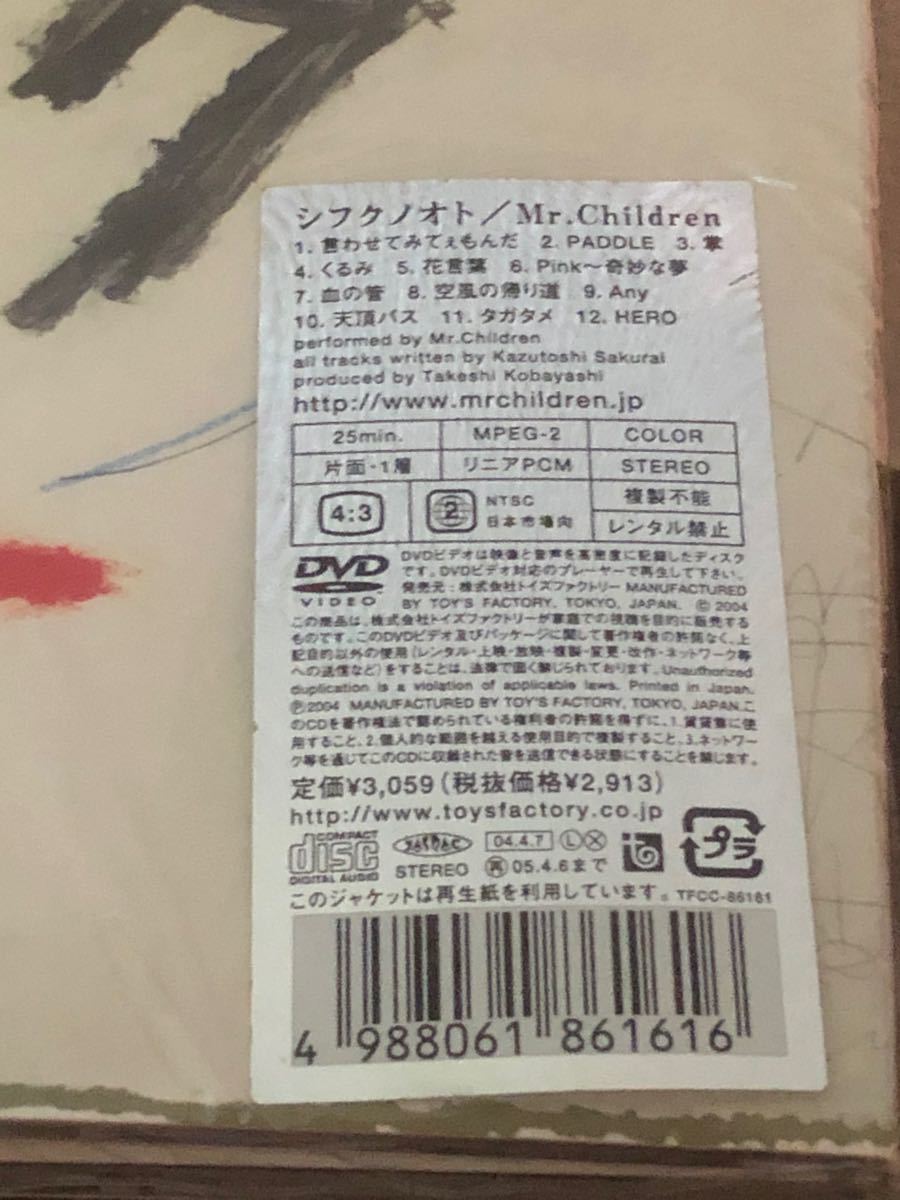 シフクノオト／Mr.Children
1. 言わせてみてぇもんだ 2. PADDLE 3. 掌
4. くるみ 5. 花言葉 6. Pink～奇妙な夢
7. 血の管 8. 空風の帰り道 9. Any
10. 天頂バス 11. タガタメ 12. HERO
performed by Mr.Children
all tracks written by Kazutoshi Sakurai
produced by Takeshi Kobayashi
http://www.mrchildren.jp
25min. MPEG-2 COLOR
片面・1層 リニアPCM STEREO
4:3 2 NTSC 日本市場向 複製不能
レンタル禁止
DVD VIDEO
DVDビデオは映像と音声を高密度に記録したディスク
です。DVDビデオ対応のプレーヤーで再生して下さい。
発売元：株式会社トイズファクトリー MANUFACTURED
BY TOY'S FACTORY, TOKYO, JAPAN. Ⓒ 2004
この商品は、株式会社トイズファクトリーが家庭での視聴を目的に販売する
ものです。このDVDビデオ及びパッケージに関して著作権者の許諾なく、上
記目的以外の使用（レンタル・上映・放映・複製・変更・改作・ネットワーク等
への送信など）をすることは、法律で固く禁じられております。Unauthorized
duplication is a violation of applicable laws. Printed in Japan.
Ⓟ2004 MANUFACTURED BY TOY'S FACTORY, TOKYO, JAPAN.こ
のCDを著作権法で認められている権利者の許諾を得ずに、1. 賃貸業に使
用すること、2. 個人的な範囲を越える使用目的で複製すること、3. ネットワー
ク等を通じてこのCDに収録された音を送信できる状態にすることを禁じます。
定価¥3,059（税抜価格¥2,913）
http://www.toysfactory.co.jp
COMPACT disc DIGITAL AUDIO STEREO 04.4.7 Ⓛ Ⓧ プラ
再 05.4.6まで
このジャケットは再生紙を利用しています。 TFCC-86161
4 988061 861616